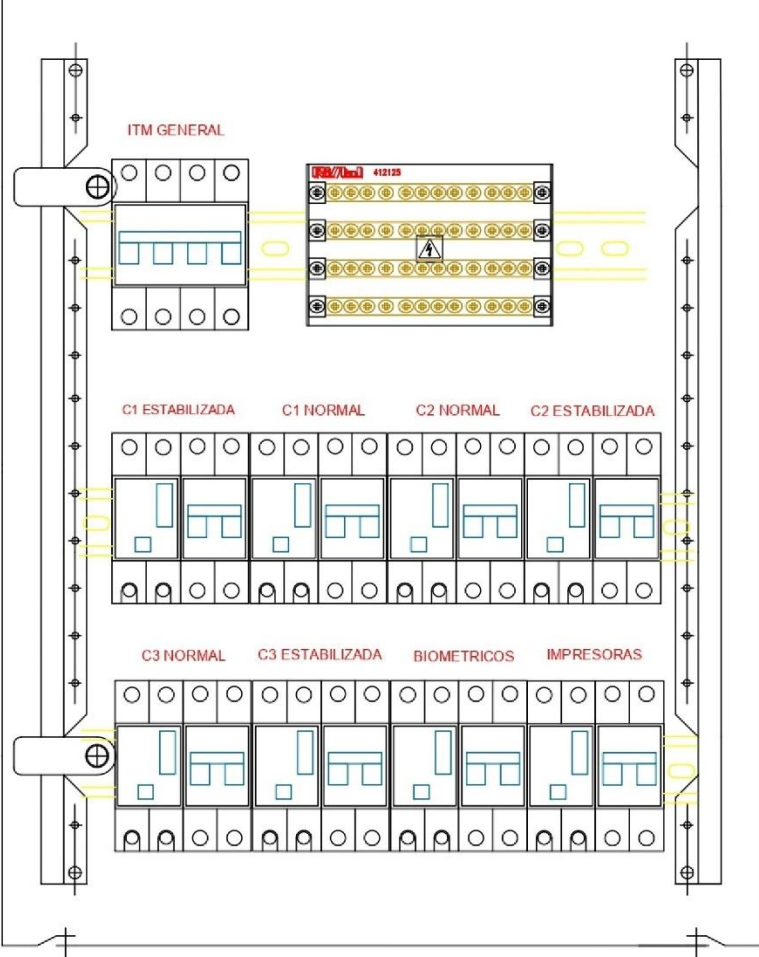 ITM GENERAL
412125
C1 ESTABILIZADA
C1 NORMAL
C2 NORMAL
C2 ESTABILIZADA
C3 NORMAL
C3 ESTABILIZADA
BIOMETRICOS
IMPRESORAS